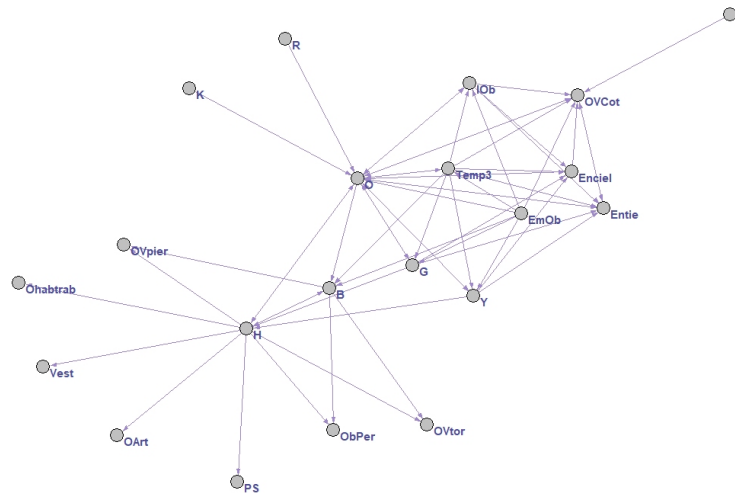 R
IOb
K
OVCot
Temp3
Enciel
O
EmOb
Entie
OVpier
G
Ohabtrab
B
Y
H
Vest
OVtor
OArt
ObPer
PS